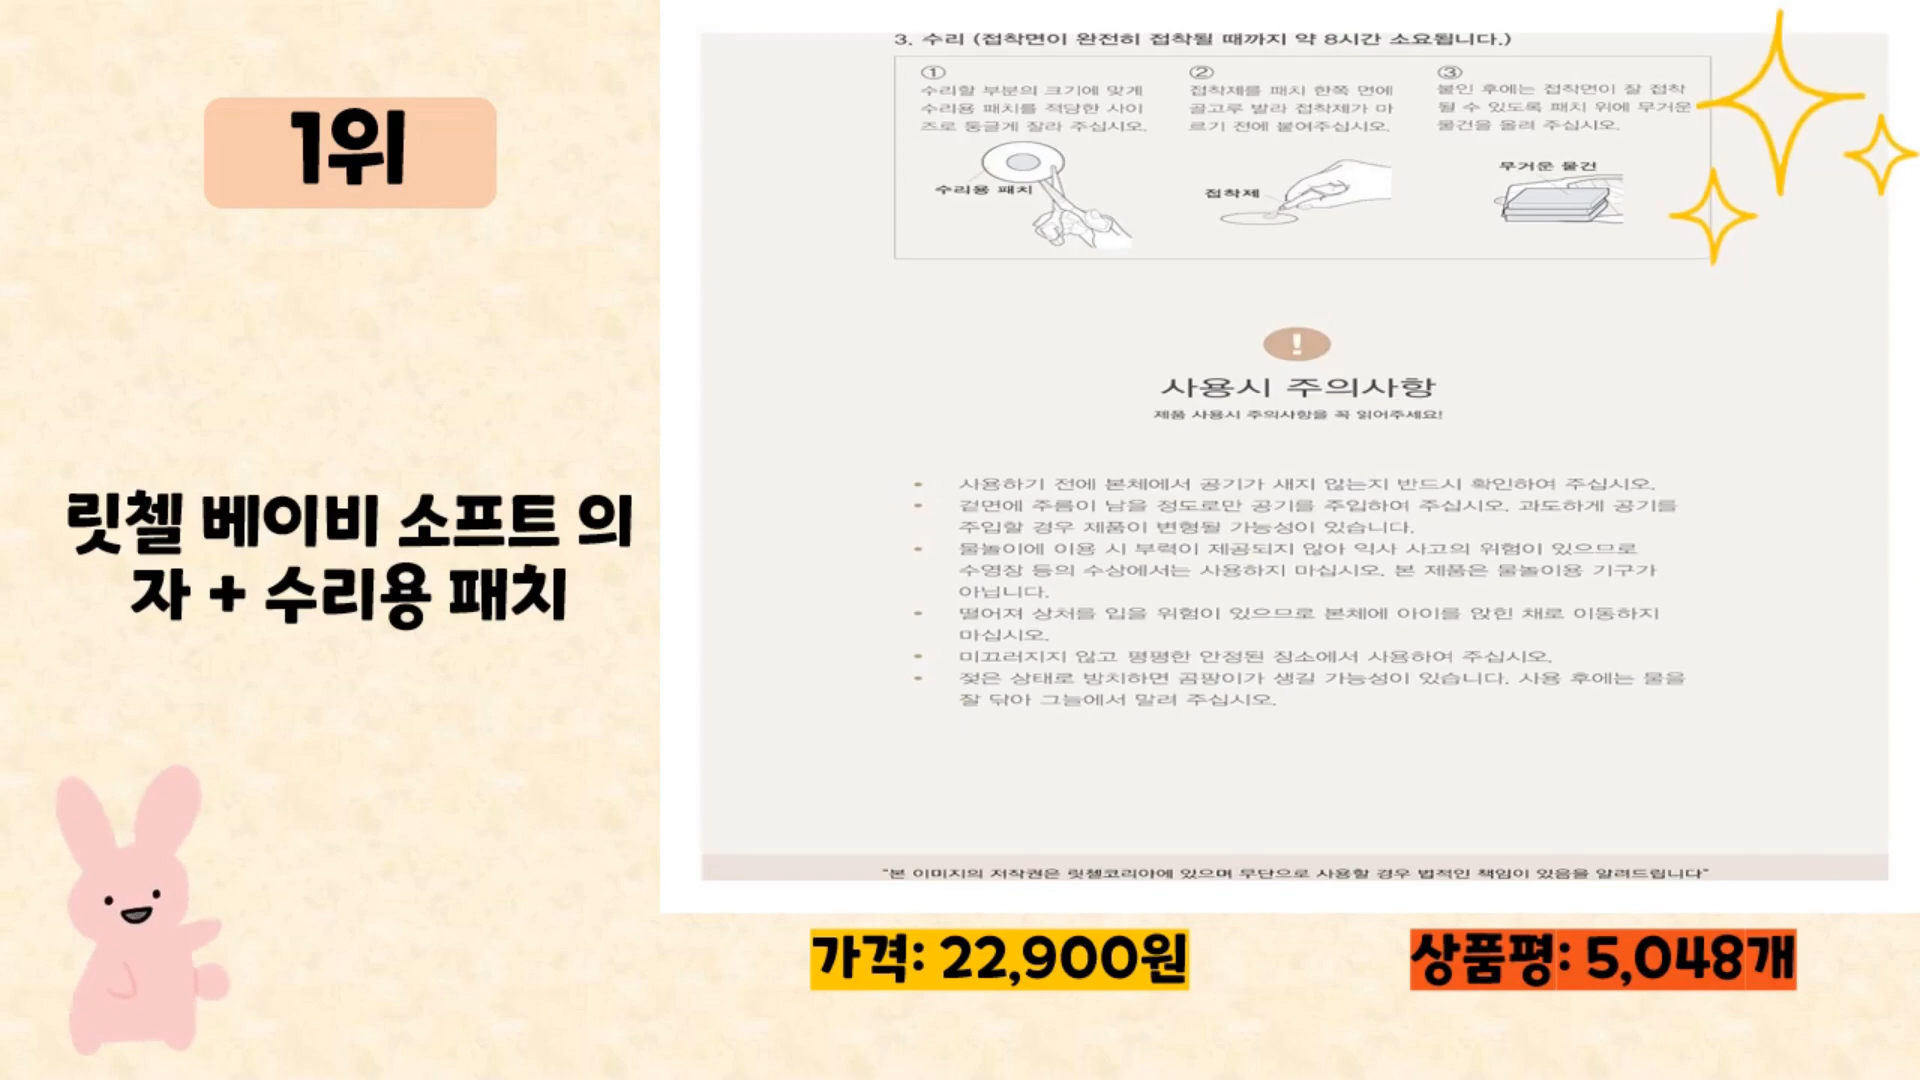 1위
릿첼 베이비 소프트 의
자 + 수리용 패치
3. 수리 (접착면이 완전히 접착될 때까지 약 8시간 소요됩니다.)
①
수리할 부분의 크기에 맞게
수리용 패치를 적당한 사이
즈로 둥글게 잘라 주십시오.
수리용 패치
②
접착제를 패치 한쪽 면에
골고루 발라 접착제가 마
르기 전에 붙여주십시오.
접착제
③
붙인 후에는 접착면이 잘 접착
될 수 있도록 패치 위에 무거운
물건을 올려 주십시오.
무거운 물건
!
사용시 주의사항
제품 사용시 주의사항을 꼭 읽어주세요!
• 사용하기 전에 본체에서 공기가 새지 않는지 반드시 확인하여 주십시오.
• 겉면에 주름이 남을 정도로만 공기를 주입하여 주십시오. 과도하게 공기를
주입할 경우 제품이 변형될 가능성이 있습니다.
• 물놀이에 이용 시 부력이 제공되지 않아 익사 사고의 위험이 있으므로
수영장 등의 수상에서는 사용하지 마십시오. 본 제품은 물놀이용 기구가
아닙니다.
• 떨어져 상처를 입을 위험이 있으므로 본체에 아이를 앉힌 채로 이동하지
마십시오.
• 미끄러지지 않고 평평한 안정된 장소에서 사용하여 주십시오.
• 젖은 상태로 방치하면 곰팡이가 생길 가능성이 있습니다. 사용 후에는 물을
잘 닦아 그늘에서 말려 주십시오.
"본 이미지의 저작권은 릿첼코리아에 있으며 무단으로 사용할 경우 법적인 책임이 있음을 알려드립니다"
가격: 22,900원
상품평: 5,048개